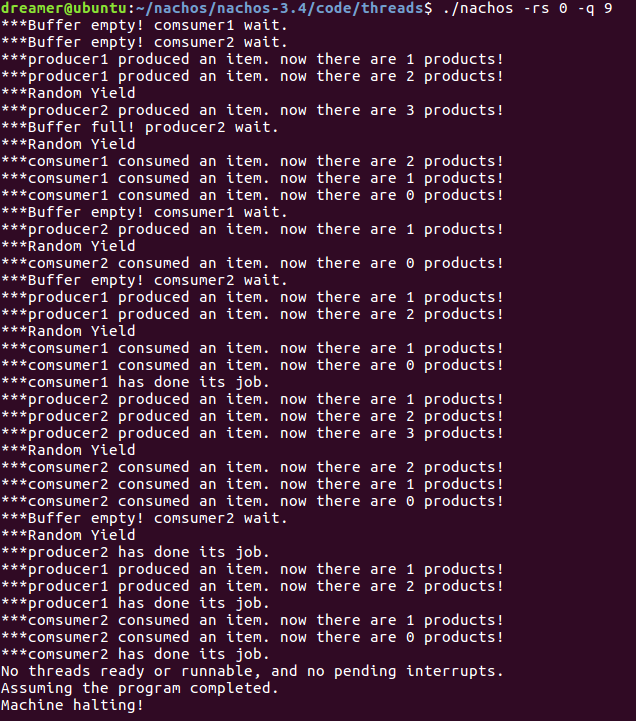 dreamer@ubuntu:~/nachos/nachos-3.4/code/threads$ ./nachos -rs 0 -q 9
***Buffer empty! comsumer1 wait.
***Buffer empty! comsumer2 wait.
***producer1 produced an item. now there are 1 products!
***producer1 produced an item. now there are 2 products!
***Random Yield
***producer2 produced an item. now there are 3 products!
***Buffer full! producer2 wait.
***Random Yield
***comsumer1 consumed an item. now there are 2 products!
***comsumer1 consumed an item. now there are 1 products!
***comsumer1 consumed an item. now there are 0 products!
***Buffer empty! comsumer1 wait.
***producer2 produced an item. now there are 1 products!
***Random Yield
***comsumer2 consumed an item. now there are 0 products!
***Buffer empty! comsumer2 wait.
***producer1 produced an item. now there are 1 products!
***producer1 produced an item. now there are 2 products!
***Random Yield
***comsumer1 consumed an item. now there are 1 products!
***comsumer1 consumed an item. now there are 0 products!
***comsumer1 has done its job.
***producer2 produced an item. now there are 1 products!
***producer2 produced an item. now there are 2 products!
***producer2 produced an item. now there are 3 products!
***Random Yield
***comsumer2 consumed an item. now there are 2 products!
***comsumer2 consumed an item. now there are 1 products!
***comsumer2 consumed an item. now there are 0 products!
***Buffer empty! comsumer2 wait.
***Random Yield
***producer2 has done its job.
***producer1 produced an item. now there are 1 products!
***producer1 produced an item. now there are 2 products!
***producer1 has done its job.
***comsumer2 consumed an item. now there are 1 products!
***comsumer2 consumed an item. now there are 0 products!
***comsumer2 has done its job.
No threads ready or runnable, and no pending interrupts.
Assuming the program completed.
Machine halting!